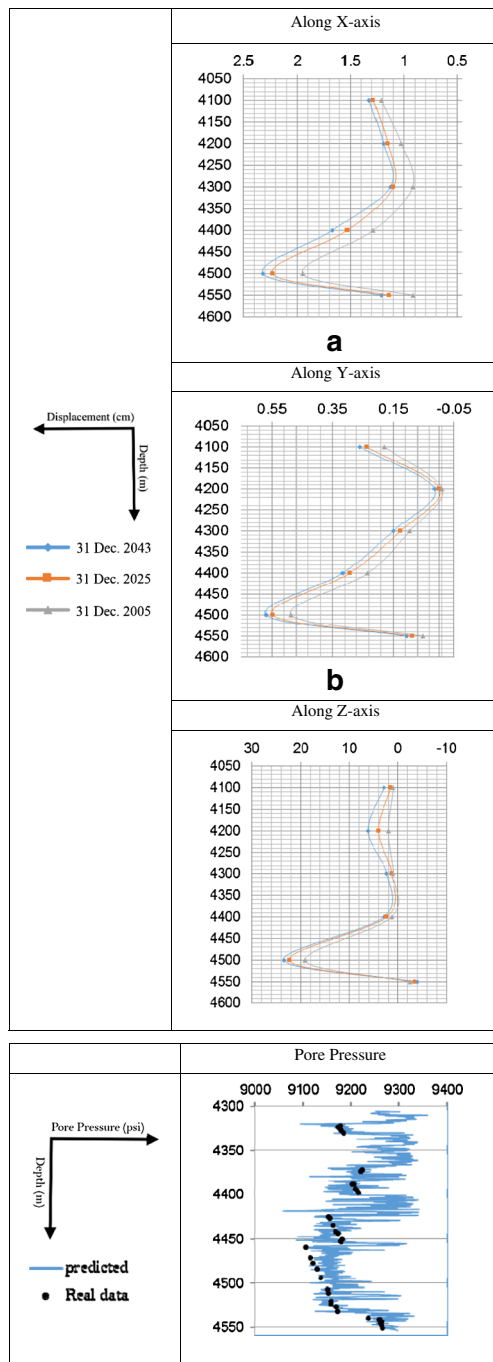 Along X-axis
2.5 2 1.5 1 0.5
4050
4100
4150
4200
4250
4300
4350
4400
4450
4500
4550
4600
a
Along Y-axis
0.55 0.35 0.15 -0.05
4050
4100
4150
4200
4250
4300
4350
4400
4450
4500
4550
4600
b
Displacement (cm)
Depth (m)
31 Dec. 2043
31 Dec. 2025
31 Dec. 2005
Along Z-axis
30 20 10 0 -10
4050
4100
4150
4200
4250
4300
4350
4400
4450
4500
4550
4600
Pore Pressure
9000 9100 9200 9300 9400
4300
4350
4400
4450
4500
4550
Pore Pressure (psi)
Depth (m)
predicted
Real data